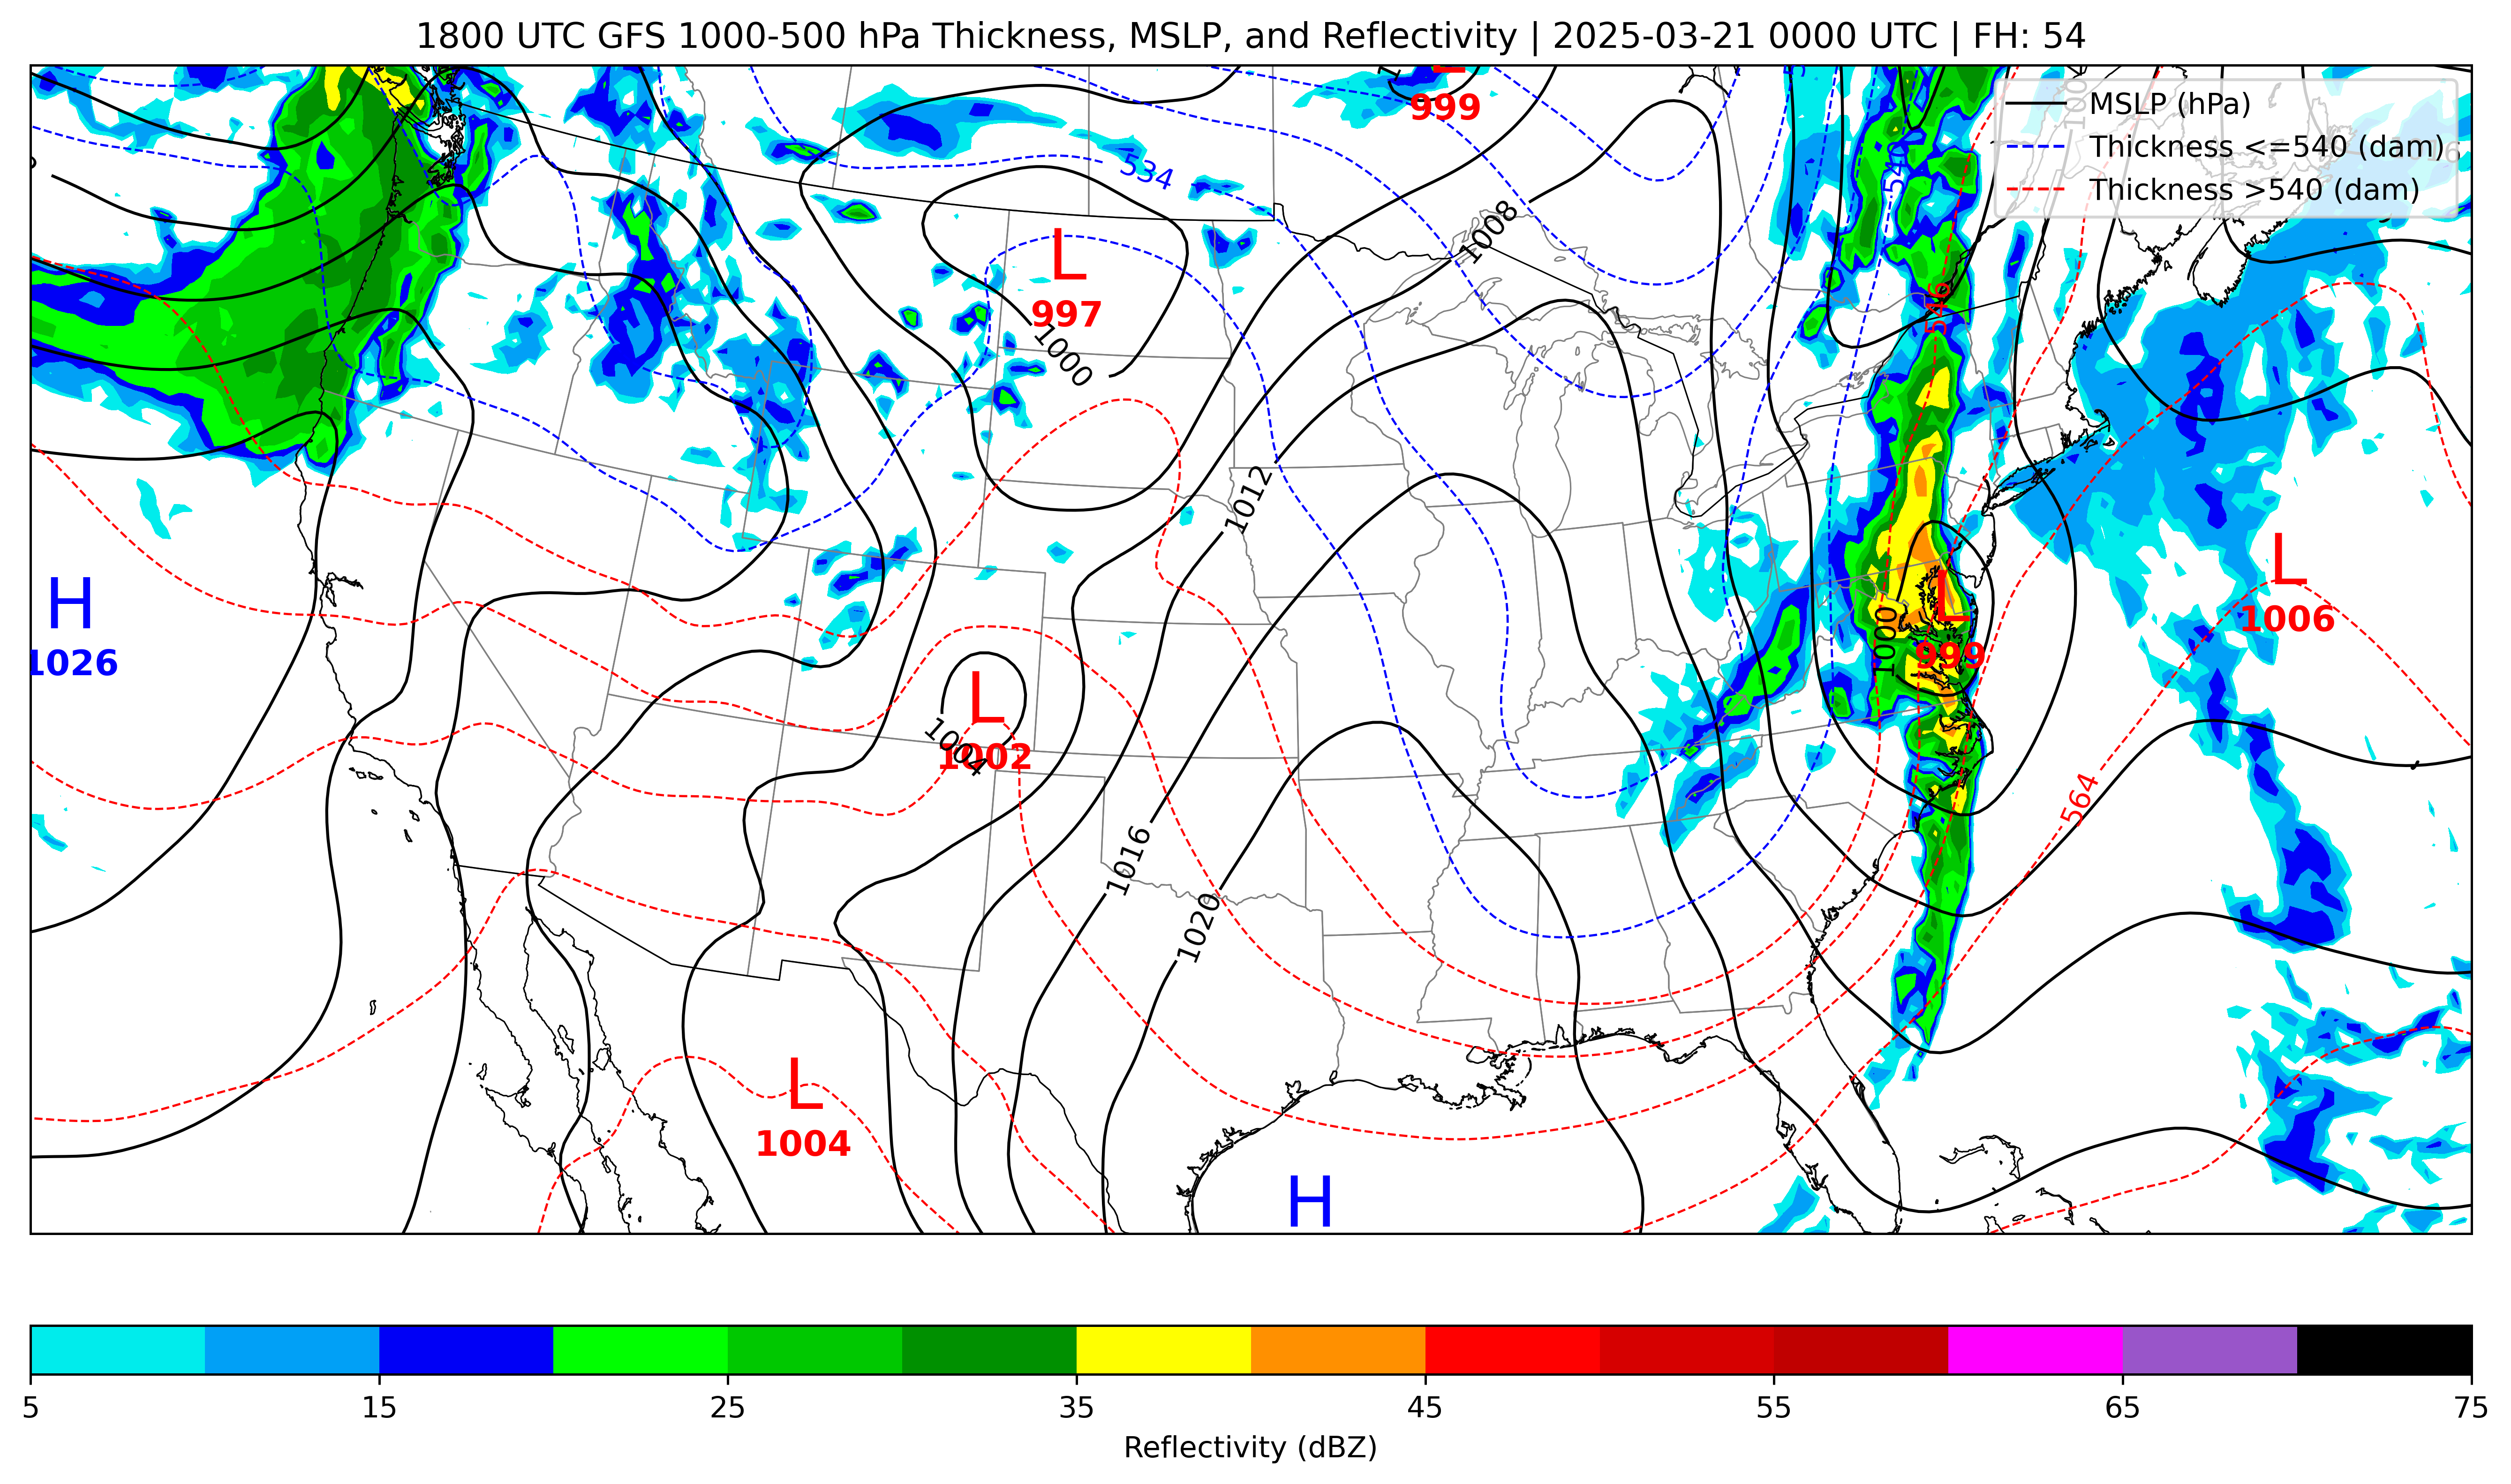 1800 UTC GFS 1000-500 hPa Thickness, MSLP, and Reflectivity | 2025-03-21 0000 UTC | FH: 54
MSLP (hPa)
Thickness <=540 (dam)
Thickness >540 (dam)
999
534
540
1008
L
997
1000
546
1012
H
1026
L
1006
L
999
1000
L
1002
1004
564
1016
1020
L
1004
H
5 15 25 35 45 55 65 75
Reflectivity (dBZ)